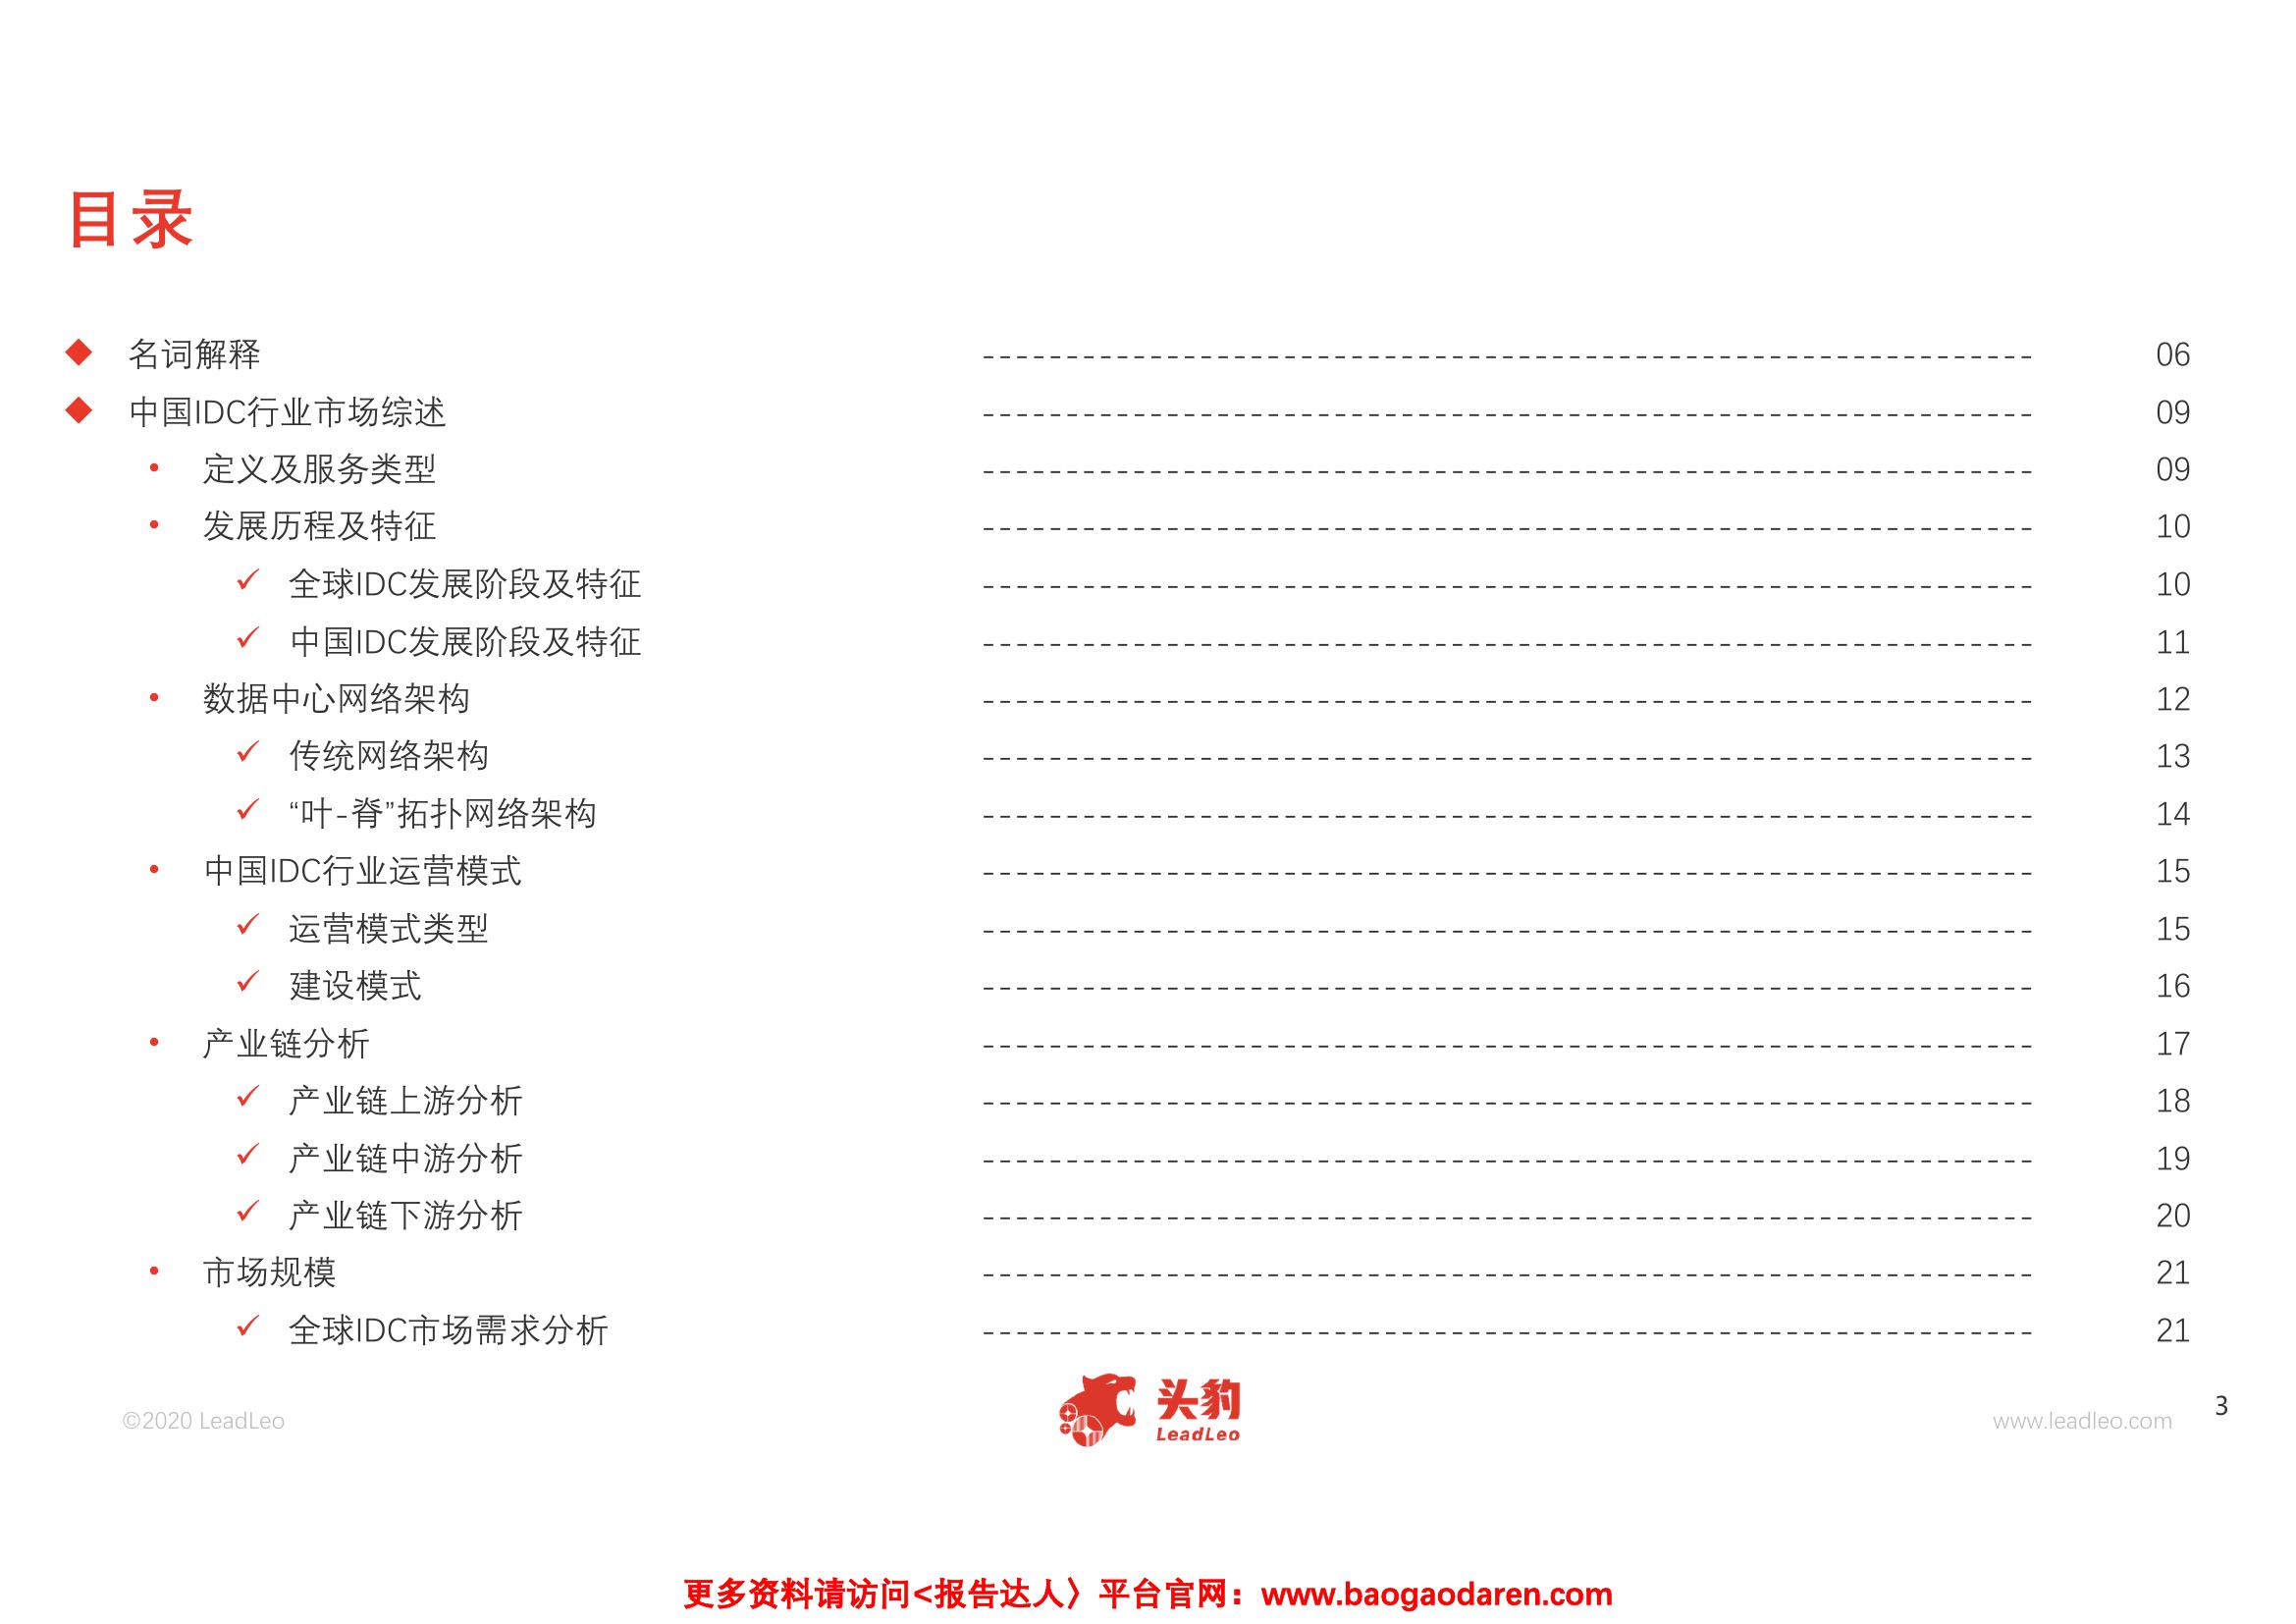 目录
名词解释 06
中国IDC行业市场综述 09
定义及服务类型 09
发展历程及特征 10
全球IDC发展阶段及特征 10
中国IDC发展阶段及特征 11
数据中心网络架构 12
传统网络架构 13
“叶-脊”拓扑网络架构 14
中国IDC行业运营模式 15
运营模式类型 15
建设模式 16
产业链分析 17
产业链上游分析 18
产业链中游分析 19
产业链下游分析 20
市场规模 21
全球IDC市场需求分析 21
©2020 LeadLeo
头豹
LeadLeo
www.leadleo.com
3
更多资料请访问<报告达人〉平台官网：www.baogaodaren.com